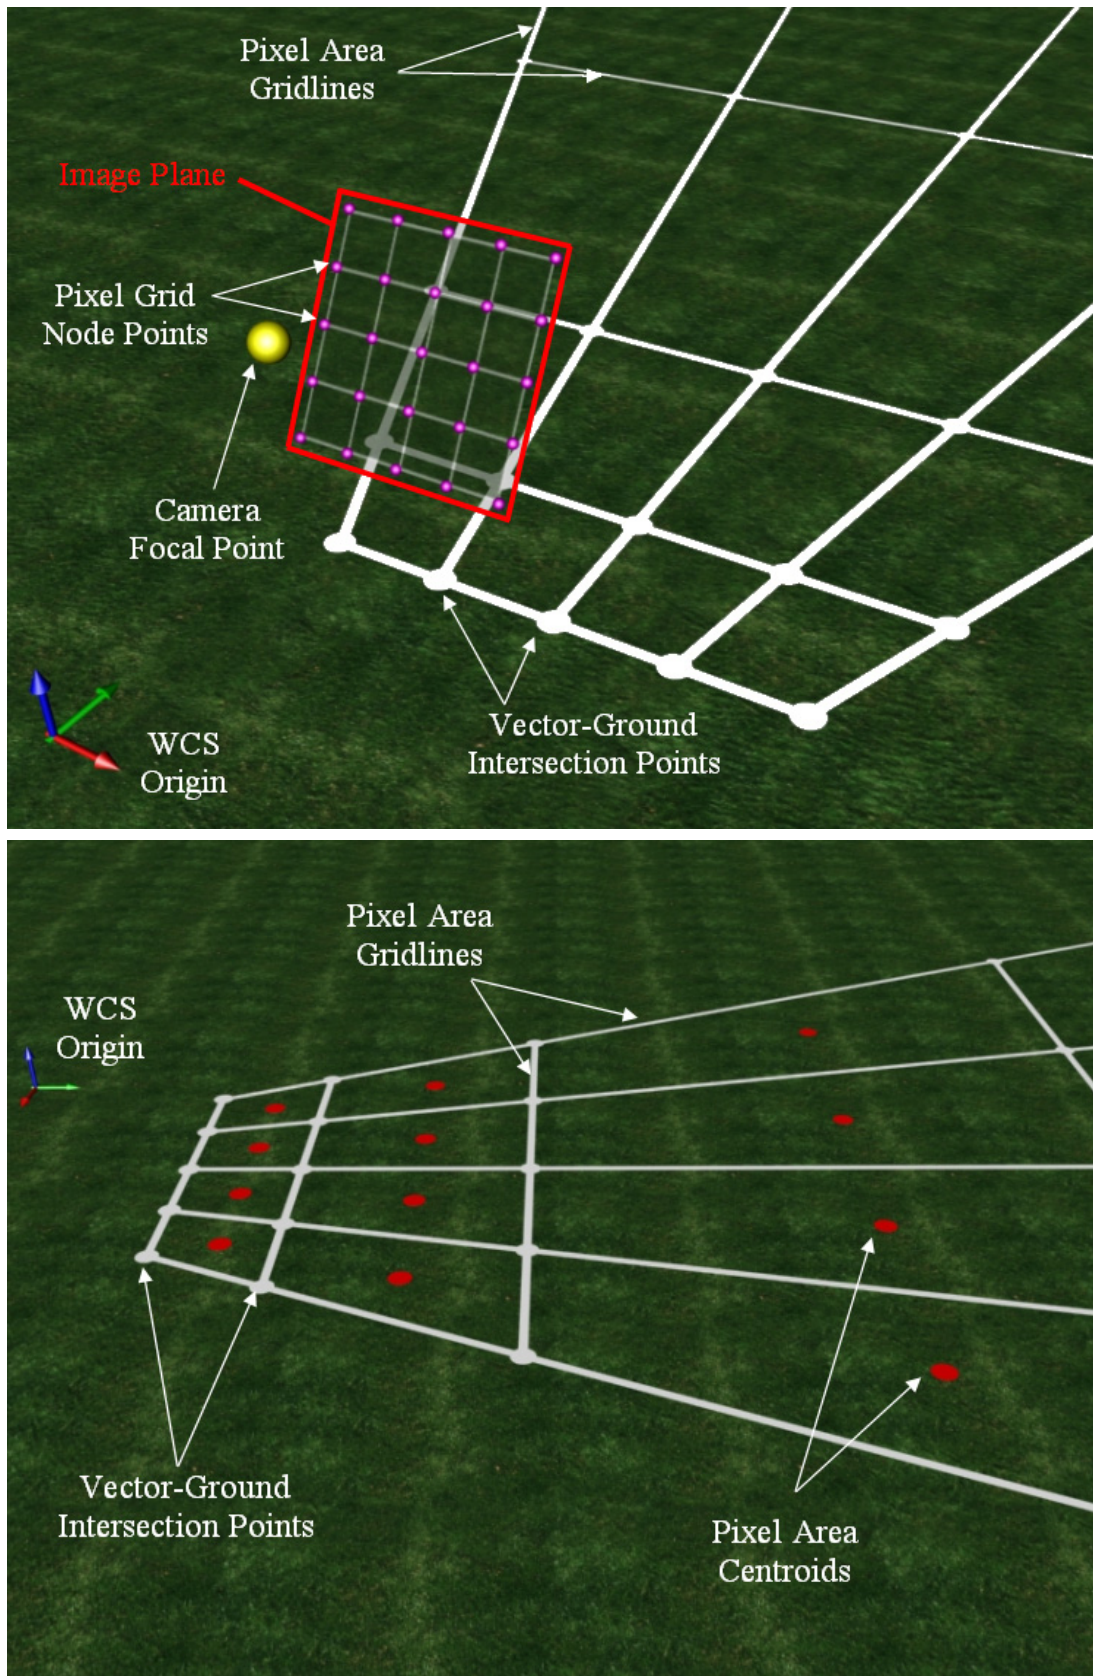 Pixel Area
Gridlines
Image Plane
Pixel Grid
Node Points
Camera
Focal Point
Vector-Ground
Intersection Points
WCS
Origin
Pixel Area
Gridlines
WCS
Origin
Vector-Ground
Intersection Points
Pixel Area
Centroids